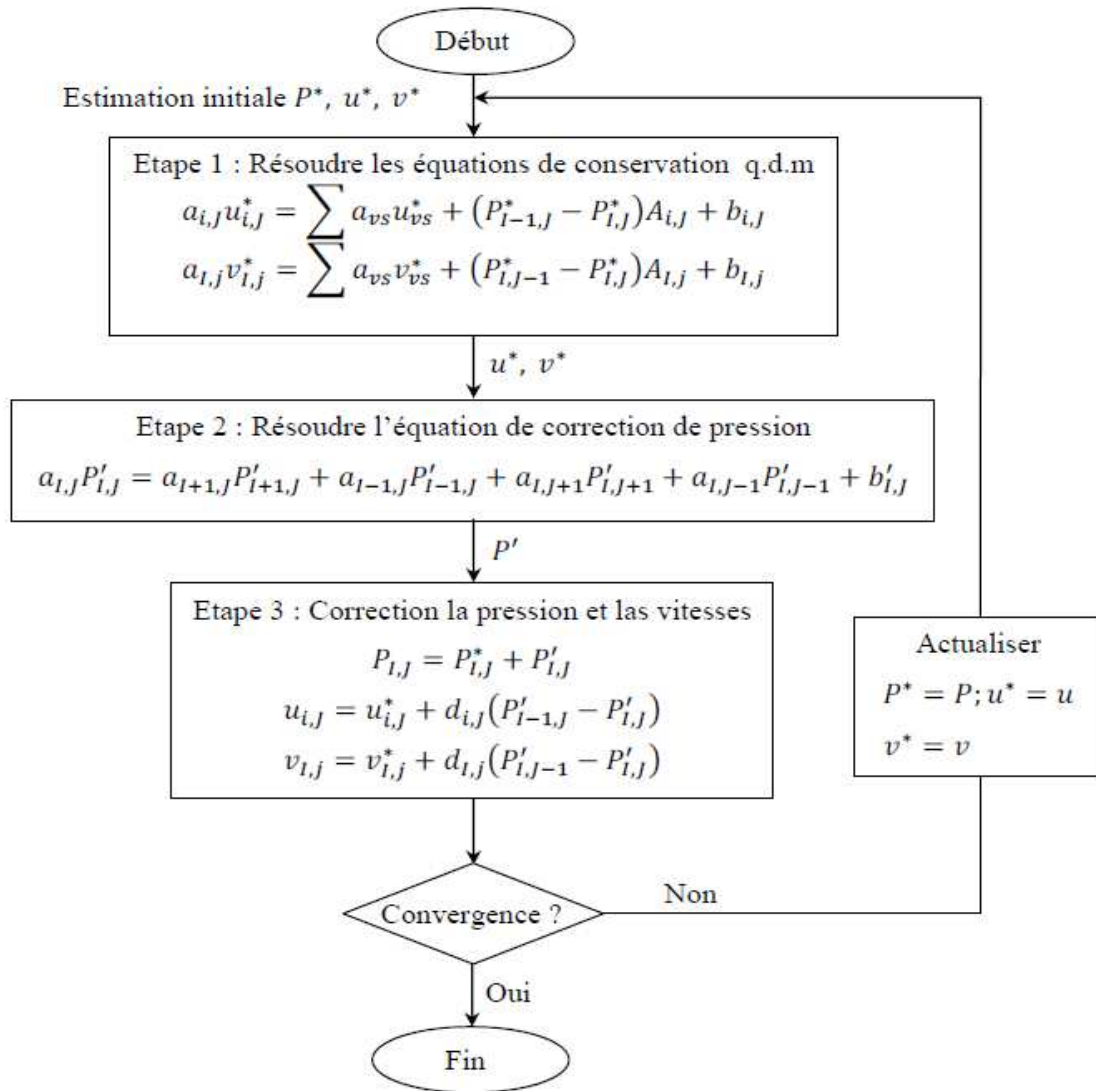 Début
Estimation initiale P*, u*, v*
Etape 1 : Résoudre les équations de conservation q.d.m
a_{i,J}u*_{i,J} = ∑ a_{vs}u*_{vs} + (P*_{I-1,J} − P*_{I,J})A_{i,J} + b_{i,J}
a_{I,j}v*_{I,j} = ∑ a_{vs}v*_{vs} + (P*_{I,J-1} − P*_{I,J})A_{I,j} + b_{I,j}
u*, v*
Etape 2 : Résoudre l’équation de correction de pression
a_{I,J}P′_{I,J} = a_{I+1,J}P′_{I+1,J} + a_{I-1,J}P′_{I-1,J} + a_{I,J+1}P′_{I,J+1} + a_{I,J-1}P′_{I,J-1} + b′_{I,J}
P′
Etape 3 : Correction la pression et las vitesses
P_{I,J} = P*_{I,J} + P′_{I,J}
u_{i,J} = u*_{i,J} + d_{i,J}(P′_{I-1,J} − P′_{I,J})
v_{I,j} = v*_{I,j} + d_{I,j}(P′_{I,J-1} − P′_{I,J})
Actualiser
P* = P; u* = u
v* = v
Convergence ?
Non
Oui
Fin